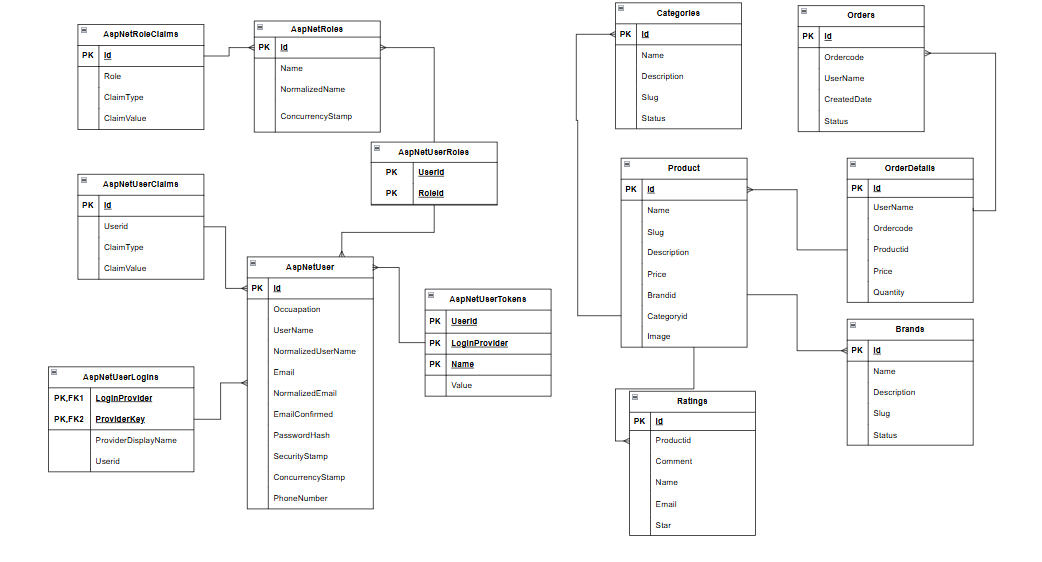 AspNetRoleClaims
PK Id
Role
ClaimType
ClaimValue
AspNetRoles
PK Id
Name
NormalizedName
ConcurrencyStamp
AspNetUserRoles
PK Userid
PK RoleId
AspNetUserClaims
PK Id
Userid
ClaimType
ClaimValue
AspNetUser
PK Id
Occuapation
UserName
NormalizedUserName
Email
NormalizedEmail
EmailConfirmed
PasswordHash
SecurityStamp
ConcurrencyStamp
PhoneNumber
AspNetUserTokens
PK Userid
PK LoginProvider
PK Name
Value
AspNetUserLogins
PK,FK1 LoginProvider
PK,FK2 ProviderKey
ProviderDisplayName
Userid
Categories
PK Id
Name
Description
Slug
Status
Orders
PK Id
Ordercode
UserName
CreatedDate
Status
Product
PK Id
Name
Slug
Description
Price
Brandid
Categoryid
Image
OrderDetails
PK Id
UserName
Ordercode
Productid
Price
Quantity
Brands
PK Id
Name
Description
Slug
Status
Ratings
PK Id
Productid
Comment
Name
Email
Star